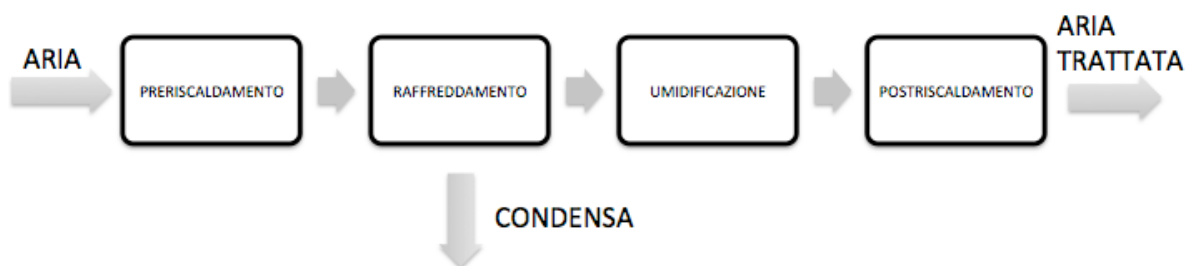 ARIA
PRERISCALDAMENTO
RAFFREDDAMENTO
UMIDIFICAZIONE
POSTRISCALDAMENTO
ARIA
TRATTATA
CONDENSA